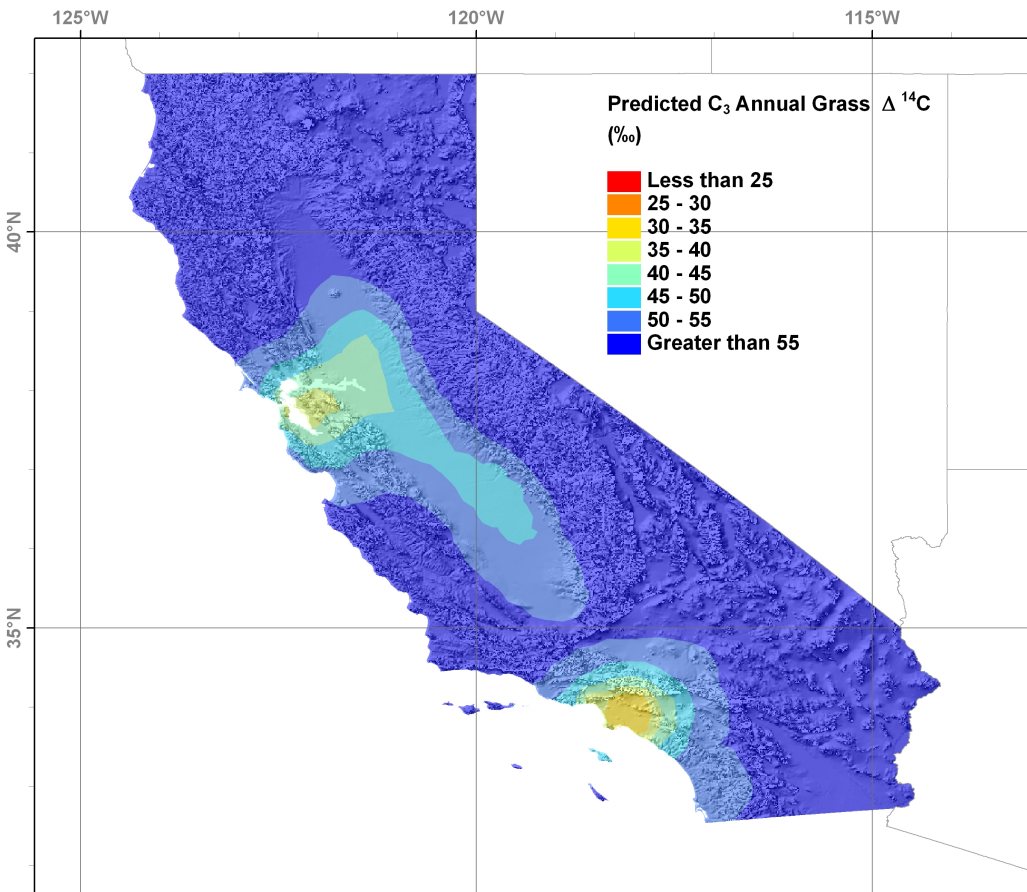 125°W 120°W 115°W
Predicted C₃ Annual Grass Δ ¹⁴C
(‰)
Less than 25
25 - 30
40°N
30 - 35
35 - 40
40 - 45
45 - 50
50 - 55
Greater than 55
35°N